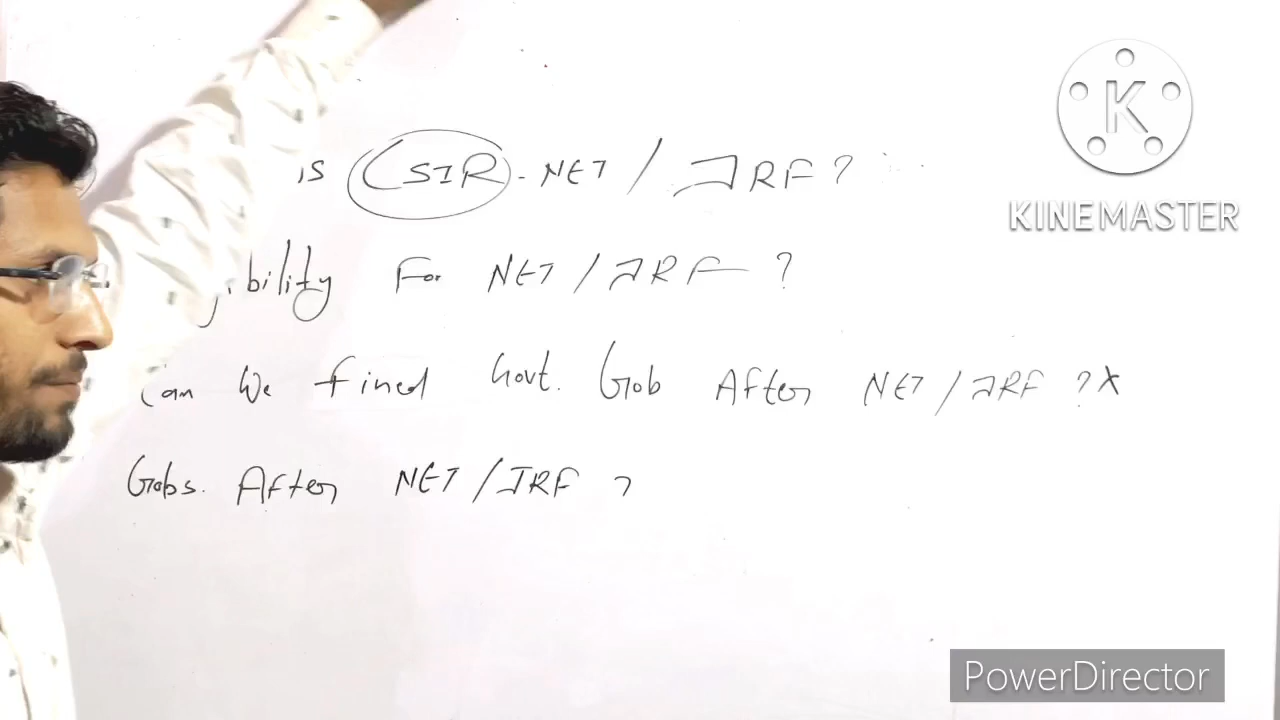 is CSIR-NET / JRF ?
K
KINEMASTER
bility For NET / JRF ?
Can We fined Govt. Gob After NET / JRF ? X
Gobs. After NET / JRF ?
PowerDirector